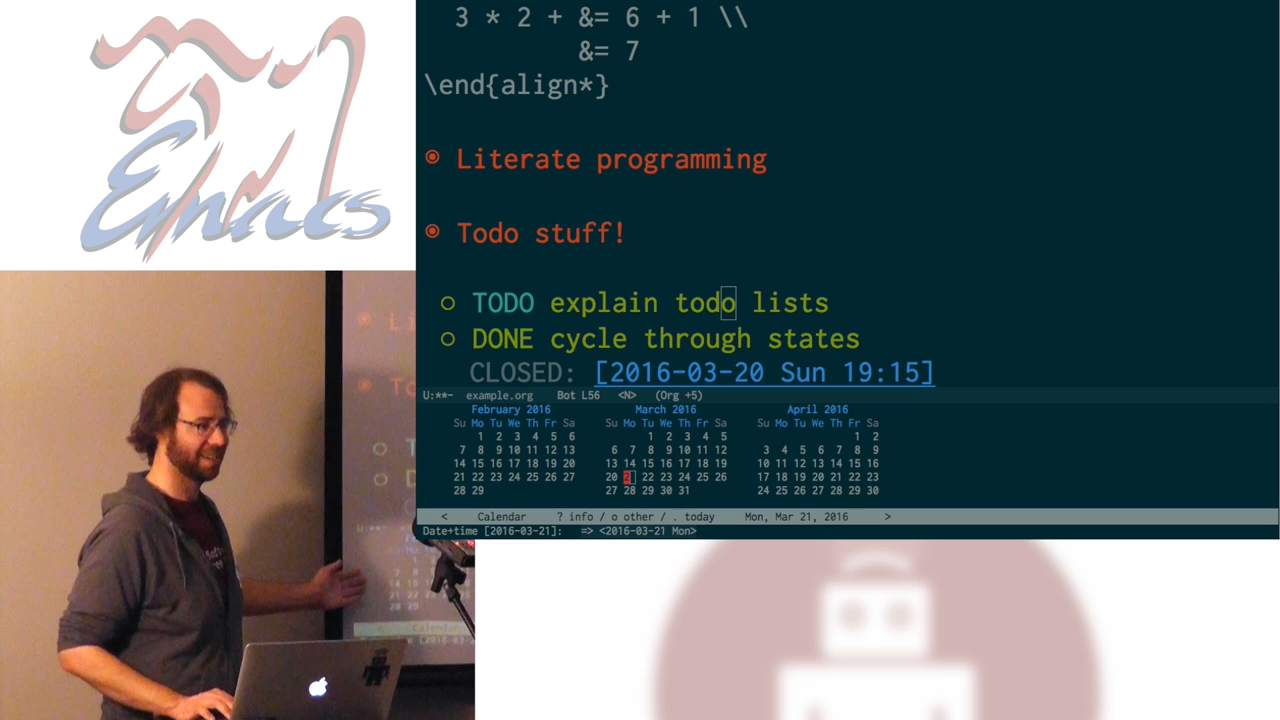 Emacs
3 * 2 + &= 6 + 1 \\
&= 7
\end{align*}
◉ Literate programming
◉ Todo stuff!
○ TODO explain todo lists
○ DONE cycle through states
CLOSED: [2016-03-20 Sun 19:15]
U:**- example.org Bot L56 <N> (Org +5)
February 2016 March 2016 April 2016
Su Mo Tu We Th Fr Sa Su Mo Tu We Th Fr Sa Su Mo Tu We Th Fr Sa
1 2 3 4 5 6 1 2 3 4 5 1 2
7 8 9 10 11 12 13 6 7 8 9 10 11 12 3 4 5 6 7 8 9
14 15 16 17 18 19 20 13 14 15 16 17 18 19 10 11 12 13 14 15 16
21 22 23 24 25 26 27 20 21 22 23 24 25 26 17 18 19 20 21 22 23
28 29 27 28 29 30 31 24 25 26 27 28 29 30
< Calendar ? info / o other / . today Mon, Mar 21, 2016 >
Date+time [2016-03-21]: => <2016-03-21 Mon>